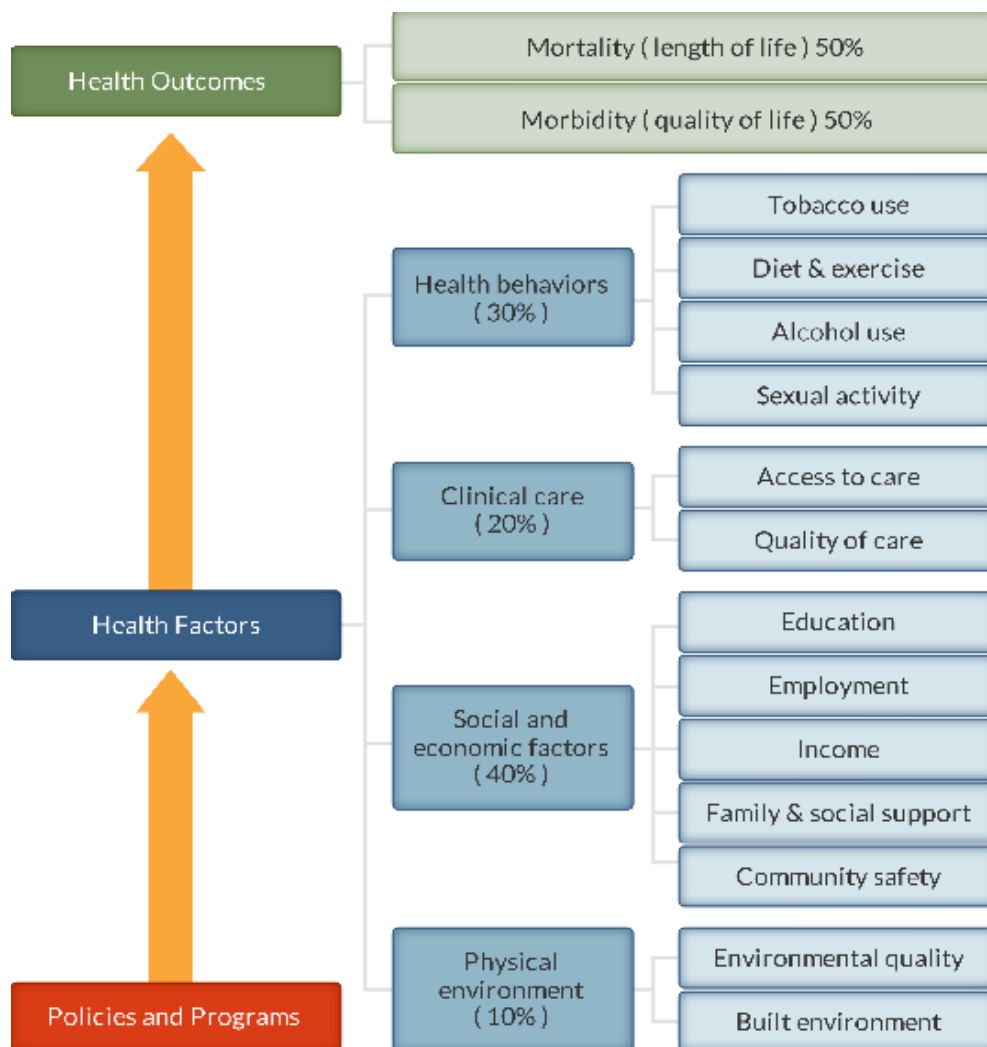 Health Outcomes
Mortality ( length of life ) 50%
Morbidity ( quality of life ) 50%
Health Factors
Health behaviors
( 30% )
Tobacco use
Diet & exercise
Alcohol use
Sexual activity
Clinical care
( 20% )
Access to care
Quality of care
Social and
economic factors
( 40% )
Education
Employment
Income
Family & social support
Community safety
Physical
environment
( 10% )
Environmental quality
Built environment
Policies and Programs